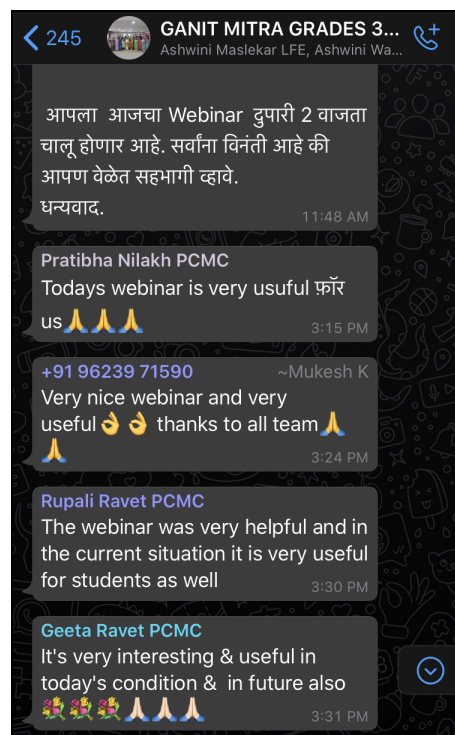 245
GANIT MITRA GRADES 3...
Ashwini Maslekar LFE, Ashwini Wa...
आपला आजचा Webinar दुपारी 2 वाजता
चालू होणार आहे. सर्वांना विनंती आहे की
आपण वेळेत सहभागी व्हावे.
धन्यवाद.
11:48 AM
Pratibha Nilakh PCMC
Todays webinar is very usuful फ़ॉर
us🙏🙏🙏
3:15 PM
+91 96239 71590 ~Mukesh K
Very nice webinar and very
useful👌👌 thanks to all team🙏
🙏
3:24 PM
Rupali Ravet PCMC
The webinar was very helpful and in
the current situation it is very useful
for students as well
3:30 PM
Geeta Ravet PCMC
It's very interesting & useful in
today's condition & in future also
💐💐💐🙏🏻🙏🏻🙏🏻
3:31 PM